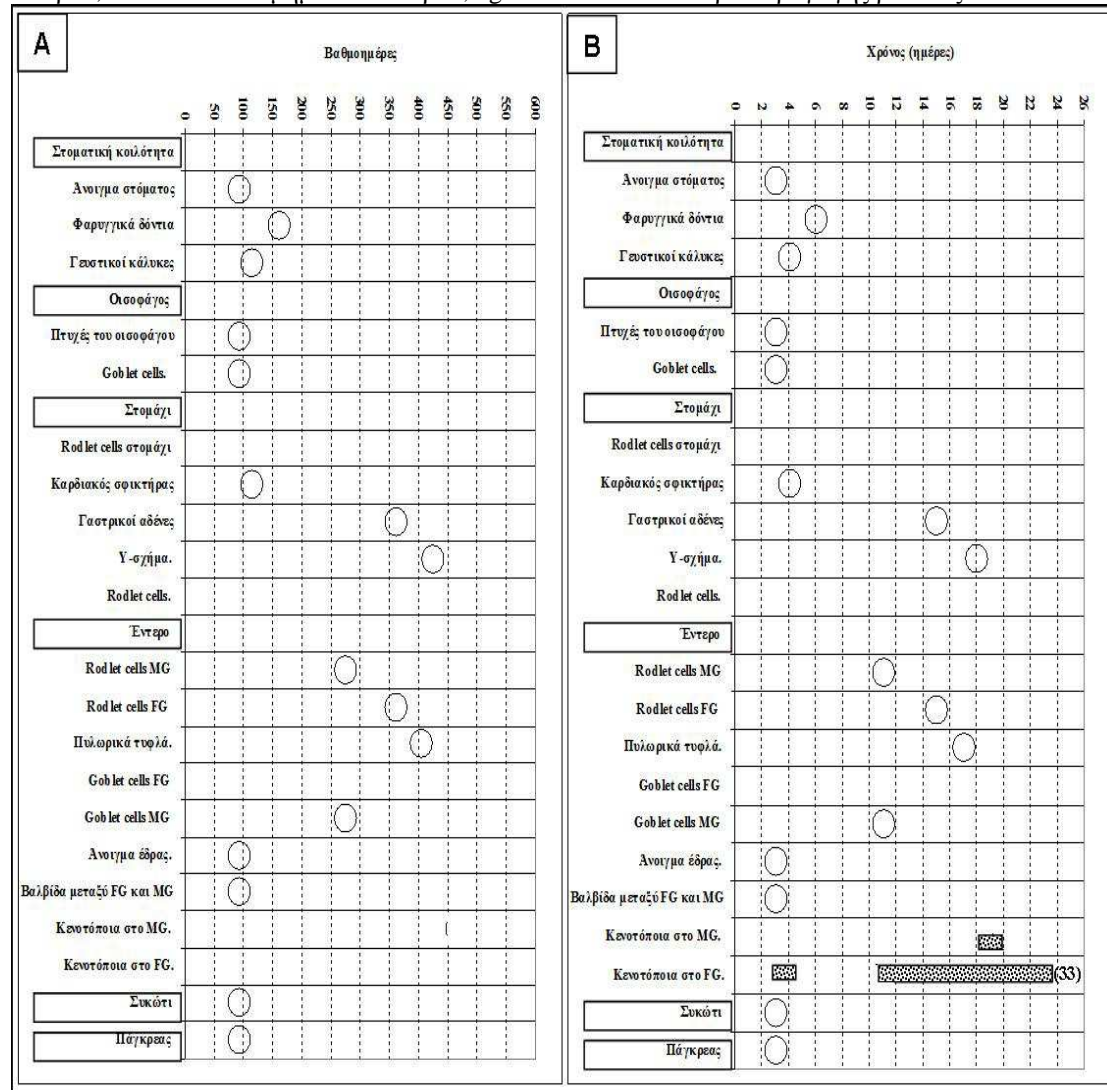 A
Βαθμοημέρες
0 50 100 150 200 250 300 350 400 450 500 550 600
Στοματική κοιλότητα
Άνοιγμα στόματος
Φαρυγγικά δόντια
Γευστικοί κάλυκες
Οισοφάγος
Πτυχές του οισοφάγου
Goblet cells.
Στομάχι
Rodlet cells στομάχι
Καρδιακός σφικτήρας
Γαστρικοί αδένες
Υ-σχήμα.
Rodlet cells.
Έντερο
Rodlet cells MG
Rodlet cells FG
Πυλωρικά τυφλά.
Goblet cells FG
Goblet cells MG
Άνοιγμα έδρας.
Βαλβίδα μεταξύ FG και MG
Κενοτόποια στο MG.
Κενοτόποια στο FG.
Συκώτι
Πάγκρεας
B
Χρόνος (ημέρες)
0 2 4 6 8 10 12 14 16 18 20 22 24 26
Στοματική κοιλότητα
Άνοιγμα στόματος
Φαρυγγικά δόντια
Γευστικοί κάλυκες
Οισοφάγος
Πτυχές του οισοφάγου
Goblet cells.
Στομάχι
Rodlet cells στομάχι
Καρδιακός σφικτήρας
Γαστρικοί αδένες
Υ-σχήμα.
Rodlet cells.
Έντερο
Rodlet cells MG
Rodlet cells FG
Πυλωρικά τυφλά.
Goblet cells FG
Goblet cells MG
Άνοιγμα έδρας.
Βαλβίδα μεταξύ FG και MG
Κενοτόποια στο MG.
Κενοτόποια στο FG.
(33)
Συκώτι
Πάγκρεας